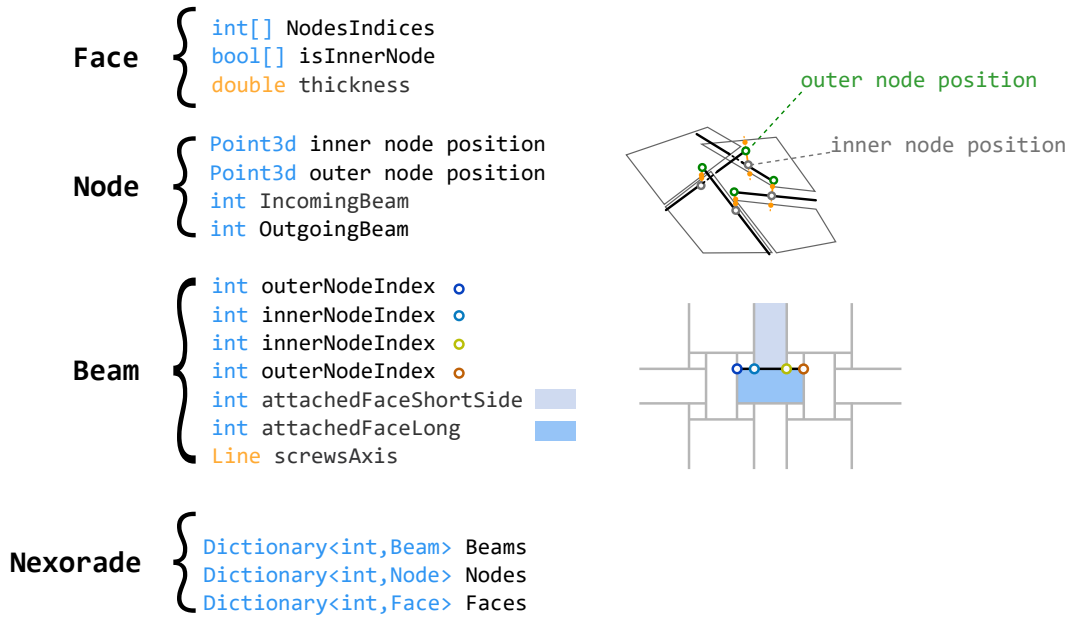 Face
int[] NodesIndices
bool[] isInnerNode
double thickness
outer node position
inner node position
Node
Point3d inner node position
Point3d outer node position
int IncomingBeam
int OutgoingBeam
Beam
int outerNodeIndex
int innerNodeIndex
int innerNodeIndex
int outerNodeIndex
int attachedFaceShortSide
int attachedFaceLong
Line screwsAxis
Nexorade
Dictionary<int,Beam> Beams
Dictionary<int,Node> Nodes
Dictionary<int,Face> Faces